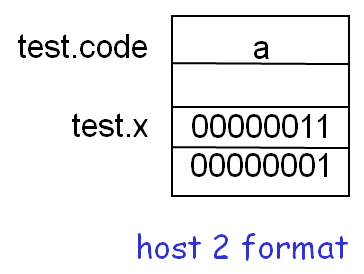 test.code a
test.x 00000011
00000001
host 2 format